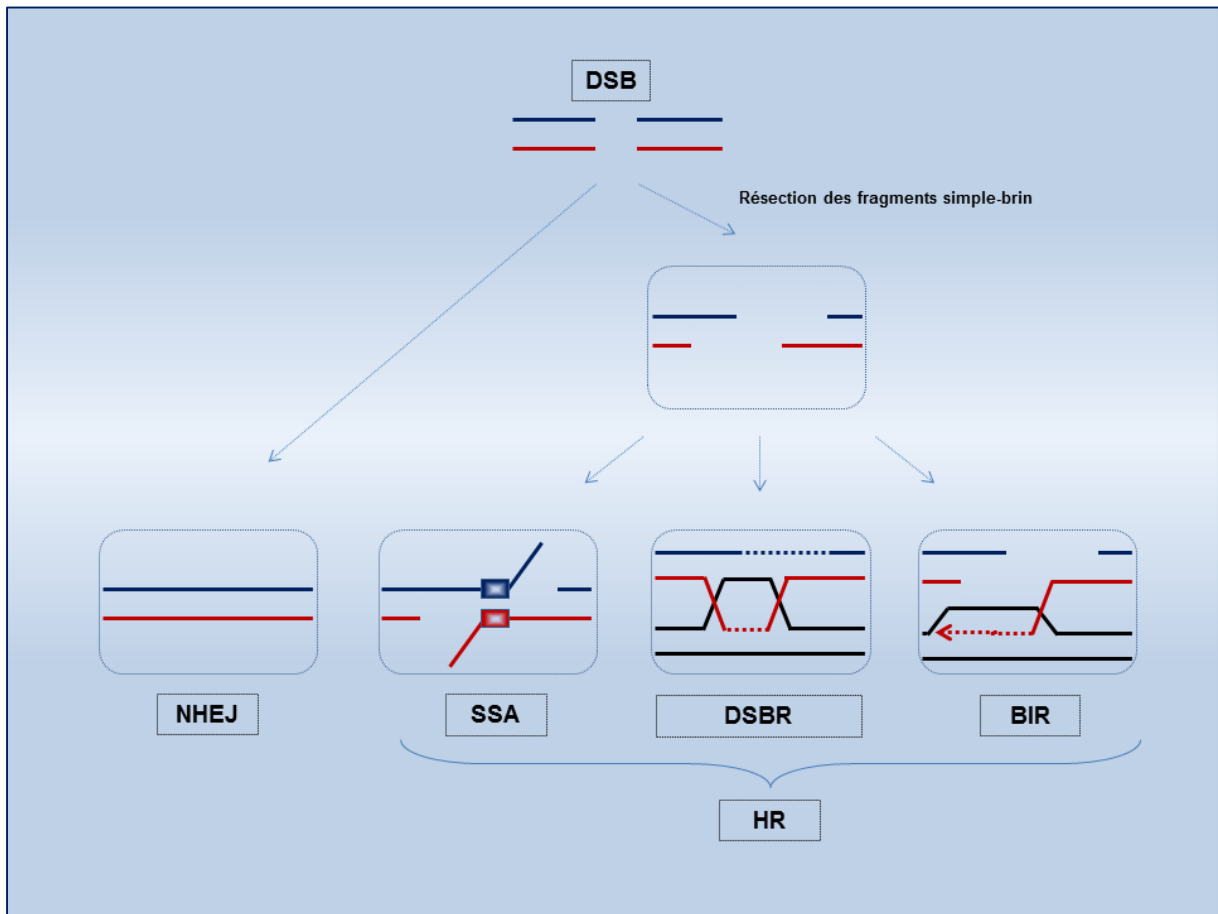 DSB
Résection des fragments simple-brin
NHEJ
SSA
DSBR
BIR
HR